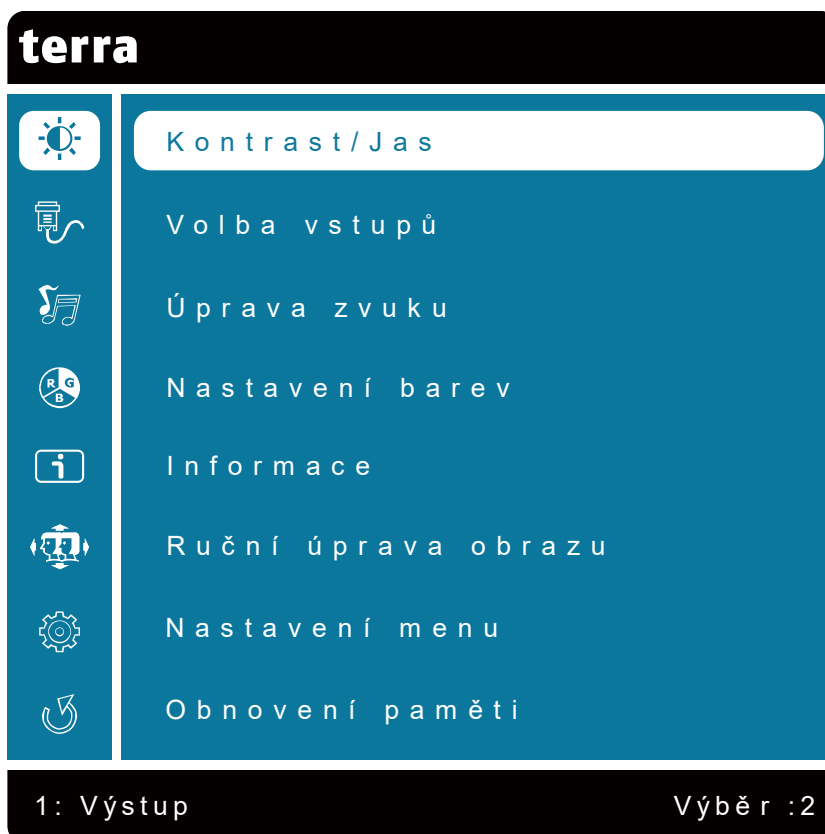 terra
Kontrast/Jas
Volba vstupů
Úprava zvuku
R G
B
Nastavení barev
Informace
Ruční úprava obrazu
Nastavení menu
Obnovení paměti
1: Výstup Výběr :2